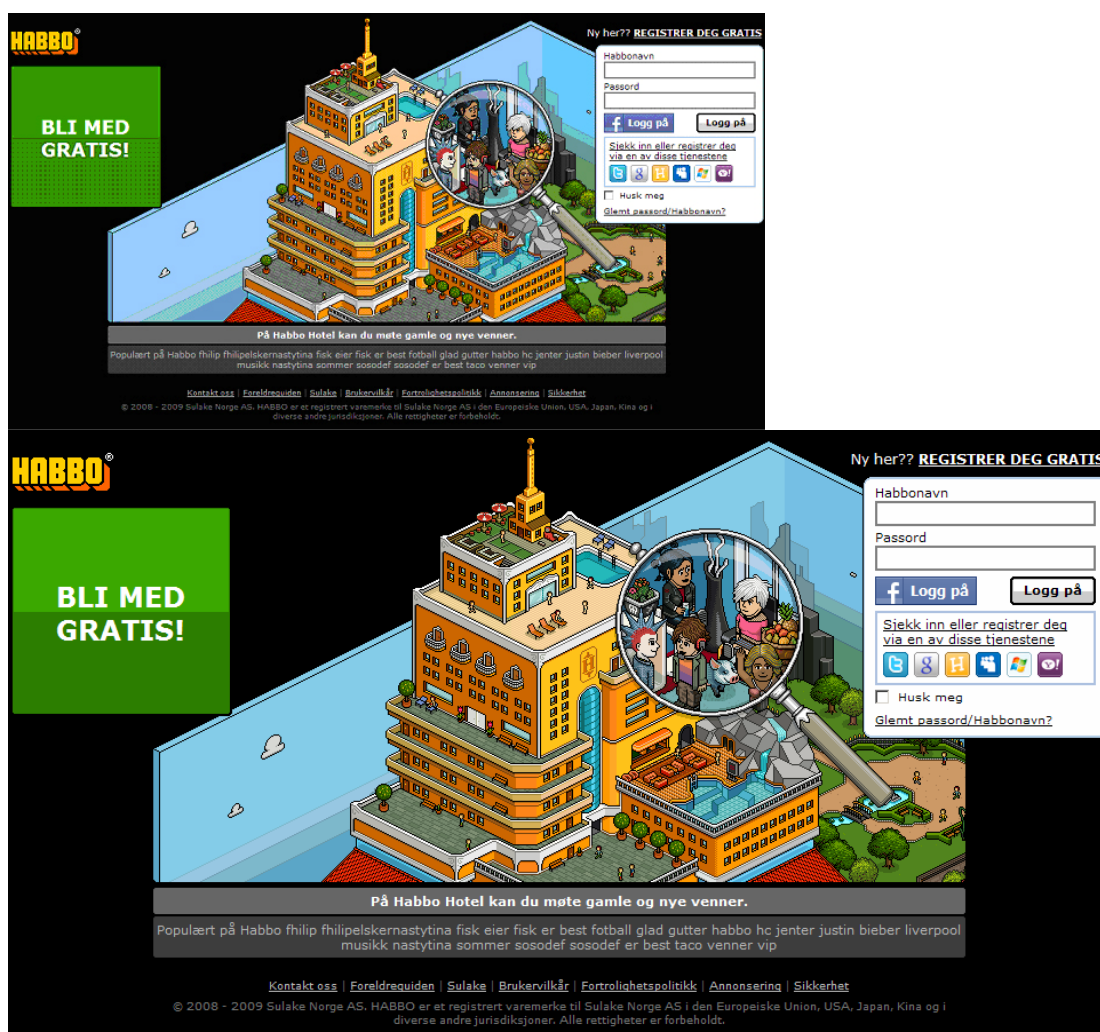 HABBO
Ny her?? REGISTRER DEG GRATIS
BLI MED
GRATIS!
Habbonavn
Passord
f Logg på
Logg på
Sjekk inn eller registrer deg
via en av disse tjenestene
Husk meg
Glemt passord/Habbonavn?
På Habbo Hotel kan du møte gamle og nye venner.
Populært på Habbo fhilip fhilipelskernastytina fisk eier fisk er best fotball glad gutter habbo hc jenter justin bieber liverpool
musikk nastytina sommer sosodef sosodef er best taco venner vip
Kontakt oss | Foreldreguiden | Sulake | Brukervilkår | Fortrolighetspolitikk | Annonsering | Sikkerhet
© 2008 - 2009 Sulake Norge AS. HABBO er et registrert varemerke til Sulake Norge AS i den Europeiske Union, USA, Japan, Kina og i
diverse andre jurisdiksjoner. Alle rettigheter er forbeholdt.
HABBO®
Ny her?? REGISTRER DEG GRATIS
BLI MED
GRATIS!
Habbonavn
Passord
f Logg på
Logg på
Sjekk inn eller registrer deg
via en av disse tjenestene
Husk meg
Glemt passord/Habbonavn?
På Habbo Hotel kan du møte gamle og nye venner.
Populært på Habbo fhilip fhilipelskernastytina fisk eier fisk er best fotball glad gutter habbo hc jenter justin bieber liverpool
musikk nastytina sommer sosodef sosodef er best taco venner vip
Kontakt oss | Foreldreguiden | Sulake | Brukervilkår | Fortrolighetspolitikk | Annonsering | Sikkerhet
© 2008 - 2009 Sulake Norge AS. HABBO er et registrert varemerke til Sulake Norge AS i den Europeiske Union, USA, Japan, Kina og i
diverse andre jurisdiksjoner. Alle rettigheter er forbeholdt.